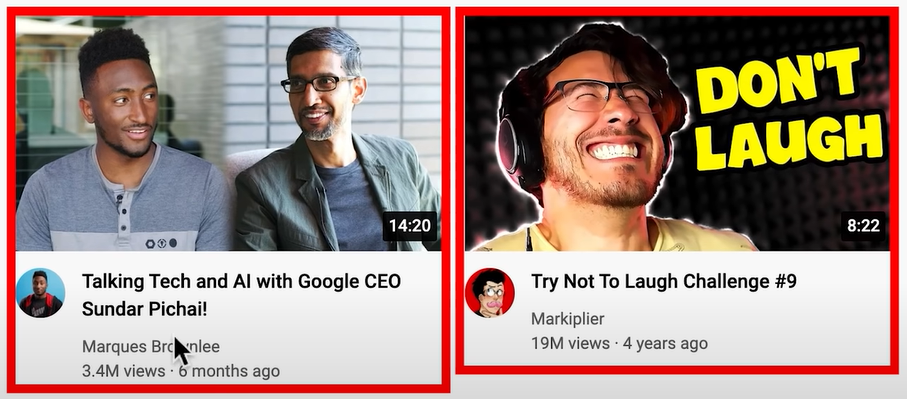 14:20
Talking Tech and AI with Google CEO
Sundar Pichai!
Marques Brownlee
3.4M views · 6 months ago
DON'T
LAUGH
8:22
Try Not To Laugh Challenge #9
Markiplier
19M views · 4 years ago